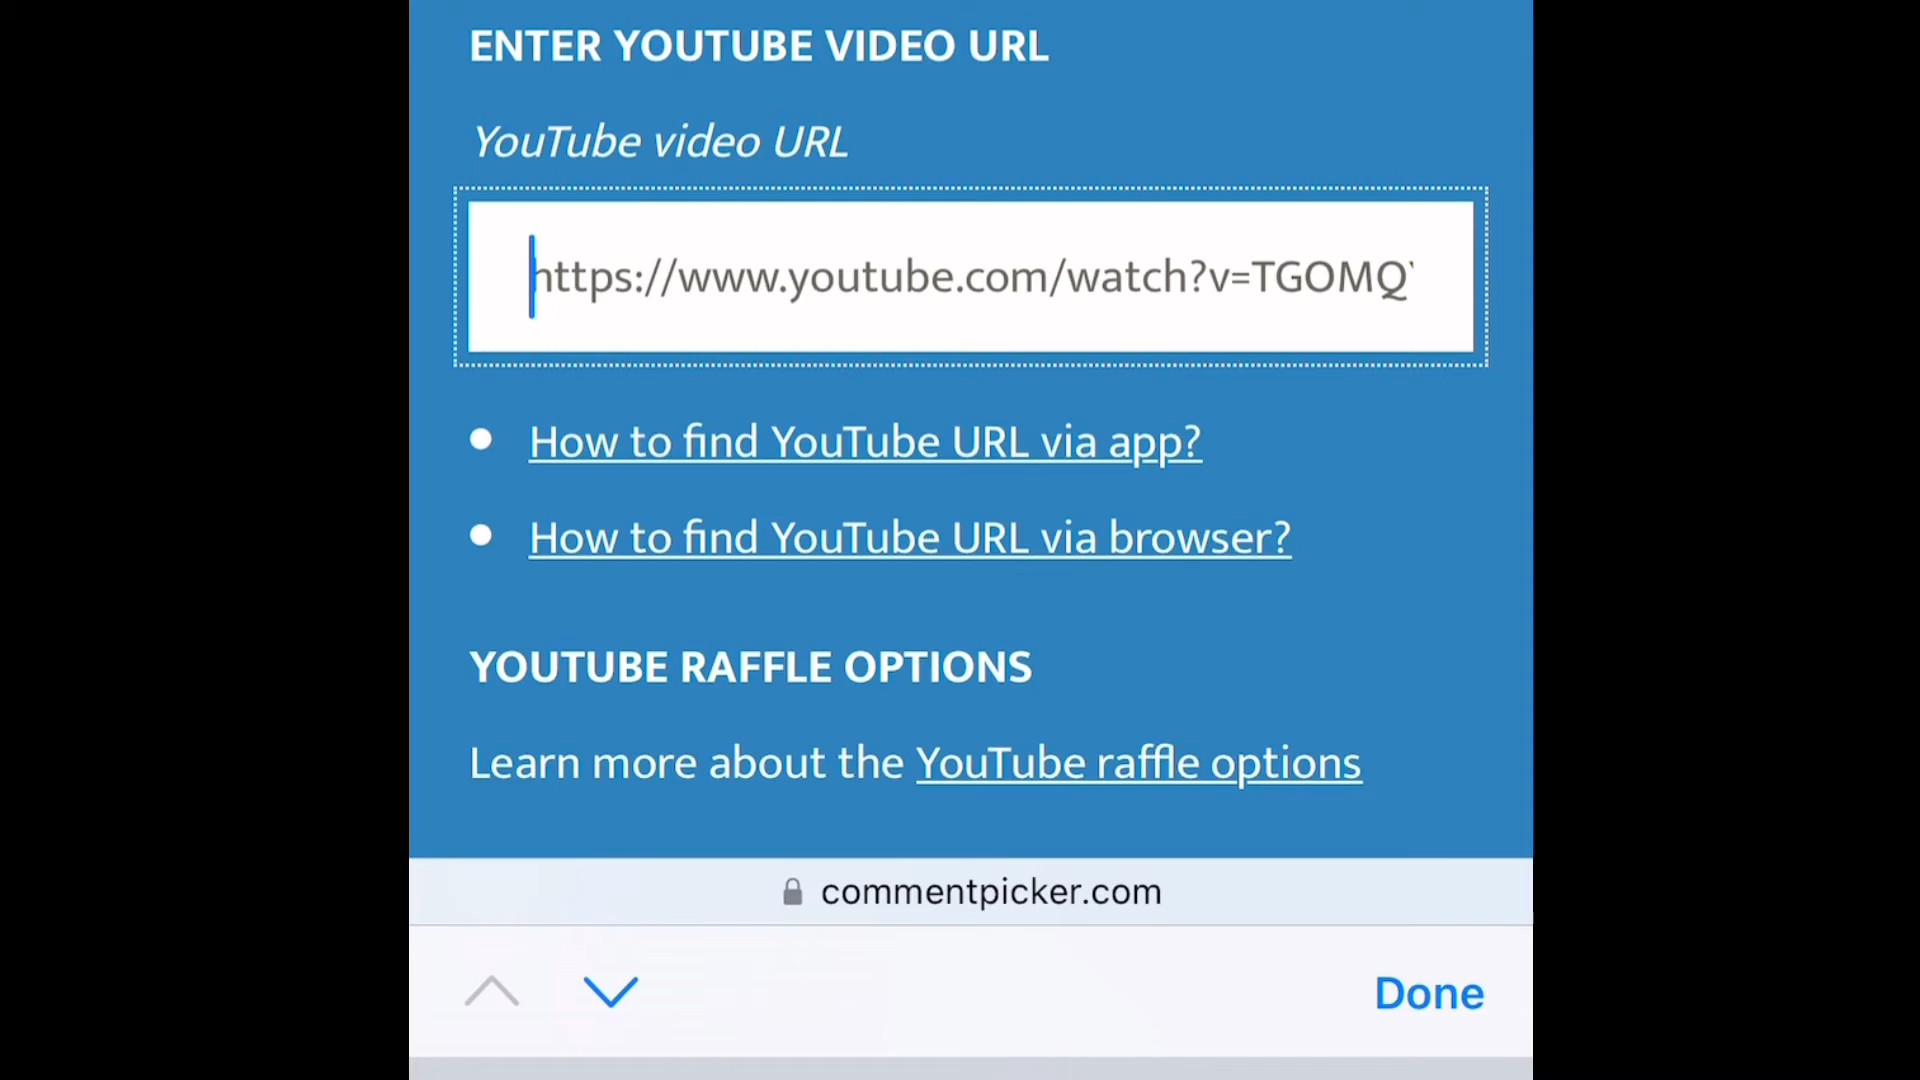 ENTER YOUTUBE VIDEO URL
YouTube video URL
https://www.youtube.com/watch?v=TGOMQ
How to find YouTube URL via app?
How to find YouTube URL via browser?
YOUTUBE RAFFLE OPTIONS
Learn more about the YouTube raffle options
commentpicker.com
Done